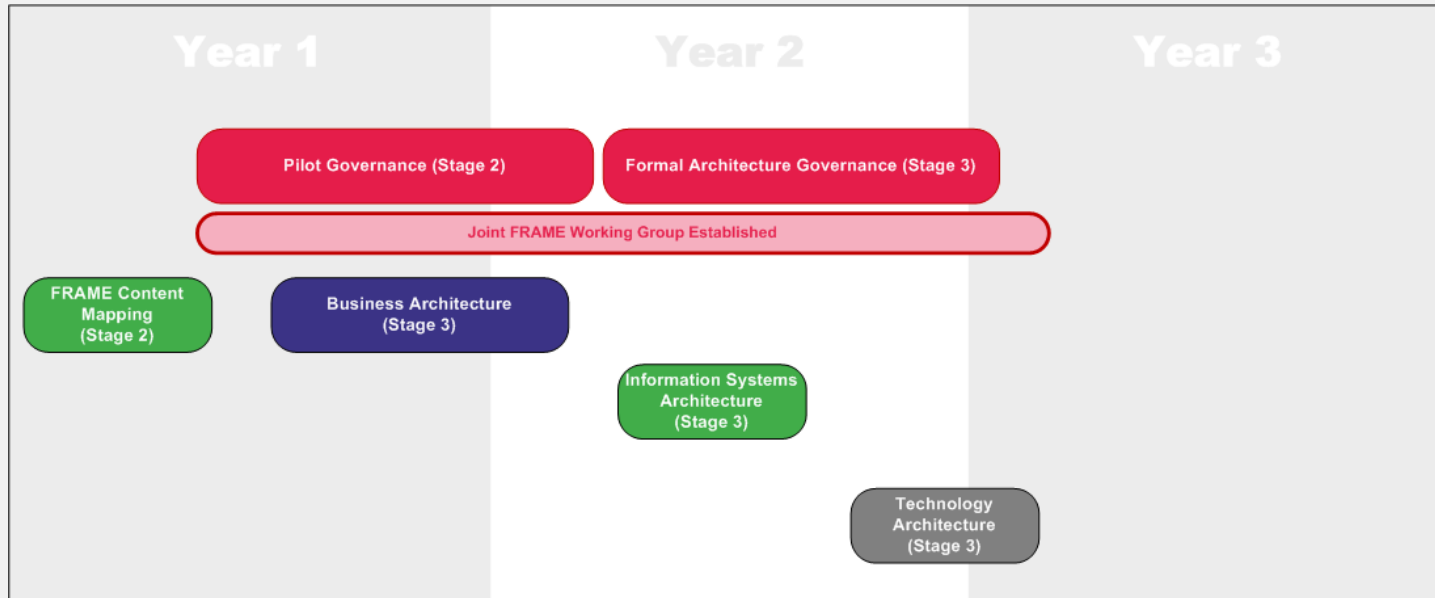 Year 1
Year 2
Year 3
Pilot Governance (Stage 2)
Formal Architecture Governance (Stage 3)
Joint FRAME Working Group Established
FRAME Content
Mapping
(Stage 2)
Business Architecture
(Stage 3)
Information Systems
Architecture
(Stage 3)
Technology
Architecture
(Stage 3)